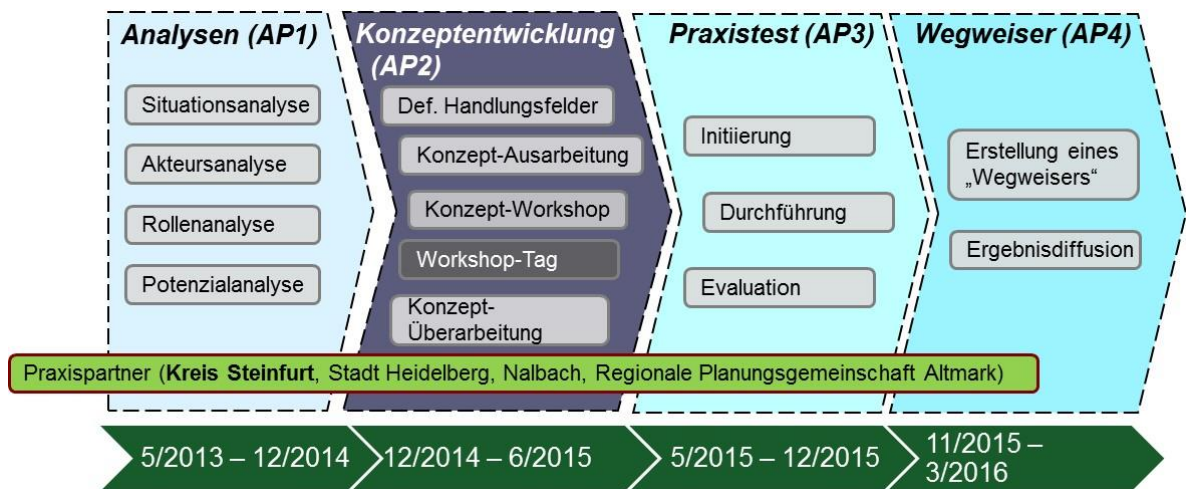 Analysen (AP1)
Situationsanalyse
Akteursanalyse
Rollenanalyse
Potenzialanalyse
Konzeptentwicklung
(AP2)
Def. Handlungsfelder
Konzept-Ausarbeitung
Konzept-Workshop
Workshop-Tag
Konzept-
Überarbeitung
Praxistest (AP3)
Initiierung
Durchführung
Evaluation
Wegweiser (AP4)
Erstellung eines
„Wegweisers“
Ergebnisdiffusion
Praxispartner (Kreis Steinfurt, Stadt Heidelberg, Nalbach, Regionale Planungsgemeinschaft Altmark)
5/2013 – 12/2014
12/2014 – 6/2015
5/2015 – 12/2015
11/2015 –
3/2016